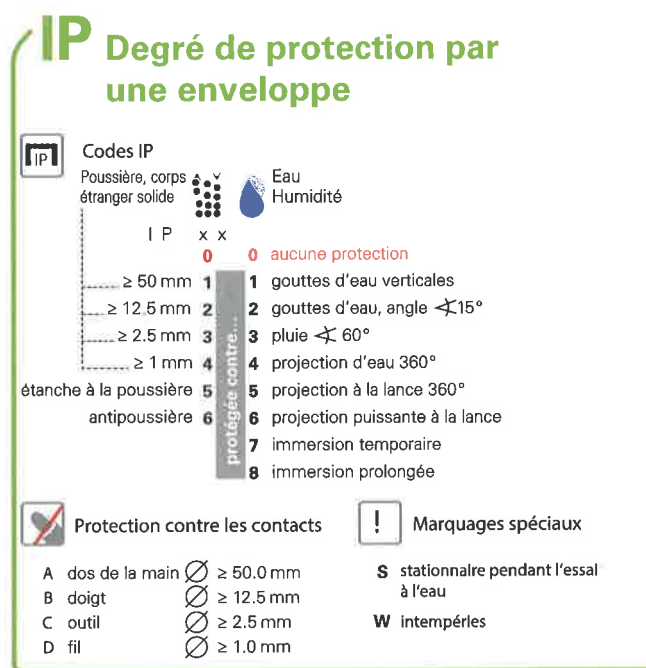 IP Degré de protection par
une enveloppe
IP
Codes IP
Poussière, corps
étranger solide
Eau
Humidité
I P x x
0 0 aucune protection
≥ 50 mm 1 1 gouttes d'eau verticales
≥ 12.5 mm 2 2 gouttes d'eau, angle ∢15°
≥ 2.5 mm 3 3 pluie ∢ 60°
≥ 1 mm 4 4 projection d'eau 360°
étanche à la poussière 5 5 projection à la lance 360°
antipoussière 6 6 projection puissante à la lance
7 immersion temporaire
8 immersion prolongée
protégée contre...
Protection contre les contacts
A dos de la main ∅ ≥ 50.0 mm
B doigt ∅ ≥ 12.5 mm
C outil ∅ ≥ 2.5 mm
D fil ∅ ≥ 1.0 mm
! Marquages spéciaux
S stationnaire pendant l'essal
à l'eau
W intempérles